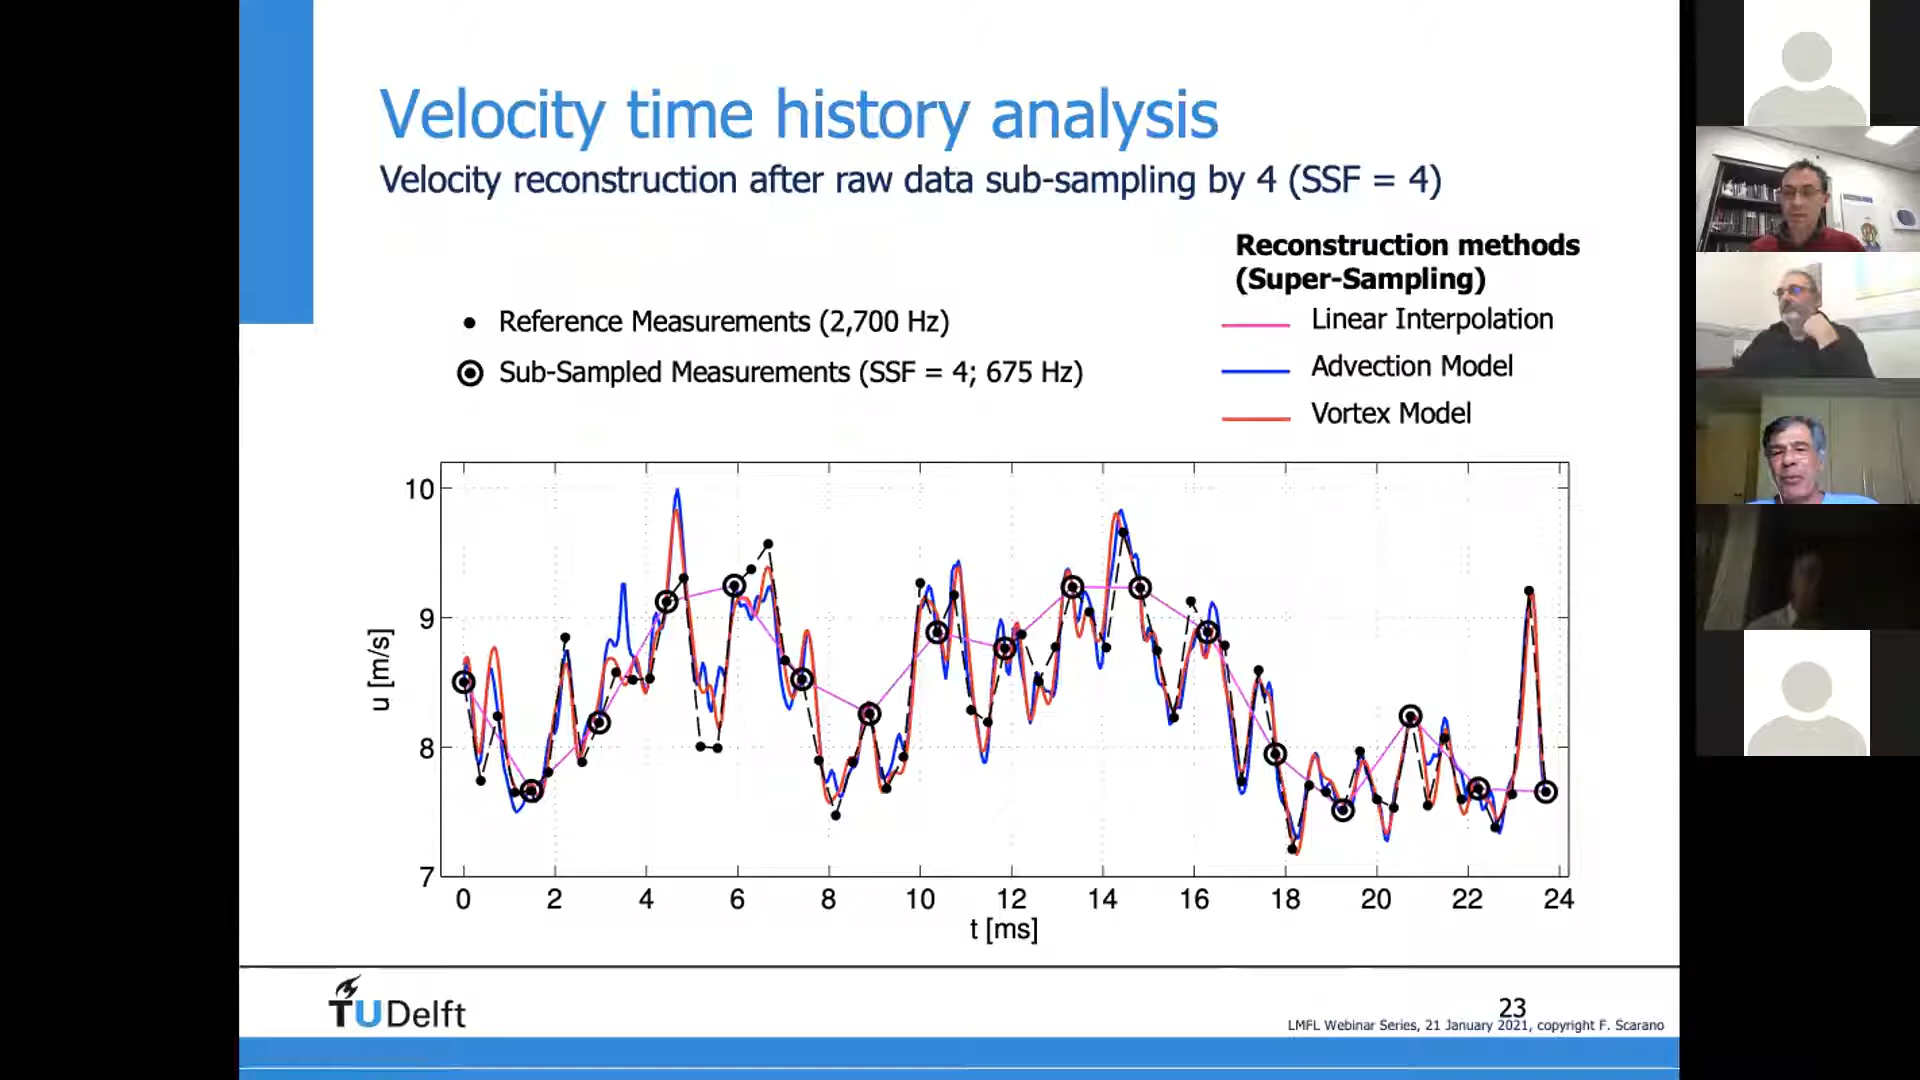 Velocity time history analysis
Velocity reconstruction after raw data sub-sampling by 4 (SSF = 4)
Reconstruction methods
(Super-Sampling)
Linear Interpolation
Advection Model
Vortex Model
Reference Measurements (2,700 Hz)
Sub-Sampled Measurements (SSF = 4; 675 Hz)
10
9
8
7
u [m/s]
0 2 4 6 8 10 12 14 16 18 20 22 24
t [ms]
TUDelft
23
LMFL Webinar Series, 21 January 2021, copyright F. Scarano